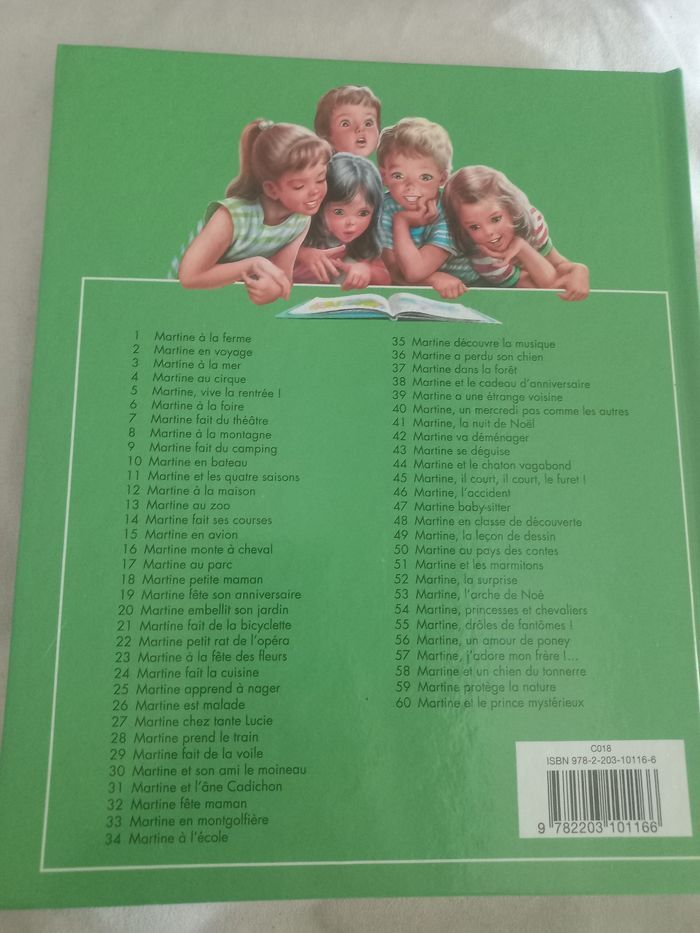 1 Martine à la ferme
2 Martine en voyage
3 Martine à la mer
4 Martine au cirque
5 Martine, vive la rentrée !
6 Martine à la foire
7 Martine fait du théâtre
8 Martine à la montagne
9 Martine fait du camping
10 Martine en bateau
11 Martine et les quatre saisons
12 Martine à la maison
13 Martine au zoo
14 Martine fait ses courses
15 Martine en avion
16 Martine monte à cheval
17 Martine au parc
18 Martine petite maman
19 Martine fête son anniversaire
20 Martine embellit son jardin
21 Martine fait de la bicyclette
22 Martine petit rat de l'opéra
23 Martine à la fête des fleurs
24 Martine fait la cuisine
25 Martine apprend à nager
26 Martine est malade
27 Martine chez tante Lucie
28 Martine prend le train
29 Martine fait de la voile
30 Martine et son ami le moineau
31 Martine et l'âne Cadichon
32 Martine fête maman
33 Martine en montgolfière
34 Martine à l'école
35 Martine découvre la musique
36 Martine a perdu son chien
37 Martine dans la forêt
38 Martine et le cadeau d'anniversaire
39 Martine a une étrange voisine
40 Martine, un mercredi pas comme les autres
41 Martine, la nuit de Noël
42 Martine va déménager
43 Martine se déguise
44 Martine et le chaton vagabond
45 Martine, il court, il court, le furet !
46 Martine, l'accident
47 Martine baby-sitter
48 Martine en classe de découverte
49 Martine, la leçon de dessin
50 Martine au pays des contes
51 Martine et les marmitons
52 Martine, la surprise
53 Martine, l'arche de Noé
54 Martine, princesses et chevaliers
55 Martine, drôles de fantômes !
56 Martine, un amour de poney
57 Martine, j'adore mon frère !...
58 Martine et un chien du tonnerre
59 Martine protège la nature
60 Martine et le prince mystérieux
C018
ISBN 978-2-203-10116-6
9 782203 101166